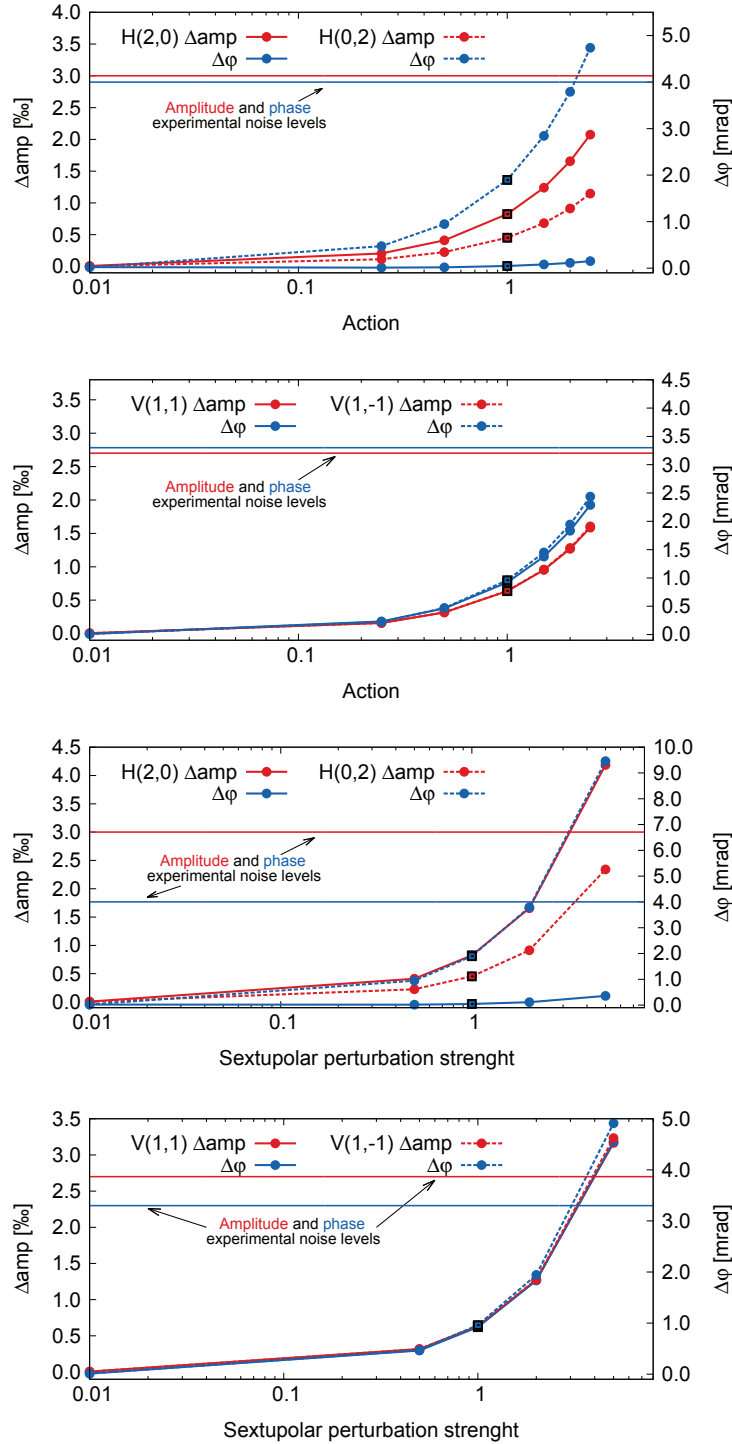 4.0
3.5
3.0
2.5
2.0
1.5
1.0
0.5
0.0
Δamp [‰]
H(2,0) Δamp H(0,2) Δamp
Δφ Δφ
Amplitude and phase
experimental noise levels
5.0
4.0
3.0
2.0
1.0
0.0
Δφ [mrad]
0.01 0.1 1
Action
3.5
3.0
2.5
2.0
1.5
1.0
0.5
0.0
Δamp [‰]
V(1,1) Δamp V(1,-1) Δamp
Δφ Δφ
Amplitude and phase
experimental noise levels
4.5
4.0
3.5
3.0
2.5
2.0
1.5
1.0
0.5
0.0
Δφ [mrad]
0.01 0.1 1
Action
4.5
4.0
3.5
3.0
2.5
2.0
1.5
1.0
0.5
0.0
Δamp [‰]
H(2,0) Δamp H(0,2) Δamp
Δφ Δφ
Amplitude and phase
experimental noise levels
10.0
9.0
8.0
7.0
6.0
5.0
4.0
3.0
2.0
1.0
0.0
Δφ [mrad]
0.01 0.1 1
Sextupolar perturbation strenght
3.5
3.0
2.5
2.0
1.5
1.0
0.5
0.0
Δamp [‰]
V(1,1) Δamp V(1,-1) Δamp
Δφ Δφ
Amplitude and phase
experimental noise levels
5.0
4.0
3.0
2.0
1.0
0.0
Δφ [mrad]
0.01 0.1 1
Sextupolar perturbation strenght